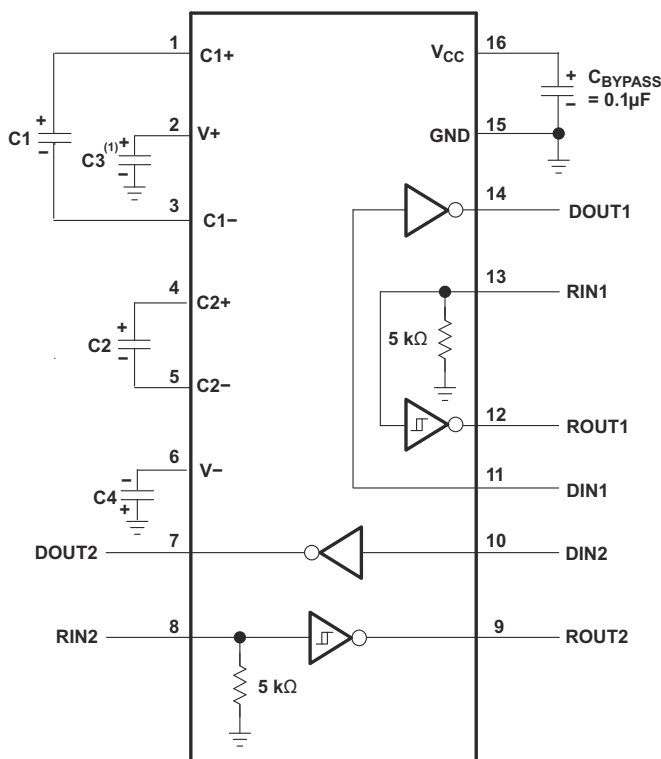 1
C1+
VCC
16
+
CBYPASS
= 0.1µF
−
+
C1
−
2
V+
+
C3(1)
−
GND
15
3
C1−
14
DOUT1
4
C2+
13
RIN1
+
C2
−
5 kΩ
5
C2−
12
ROUT1
6
V−
−
C4
+
11
DIN1
DOUT2
7
10
DIN2
RIN2
8
9
ROUT2
5 kΩ